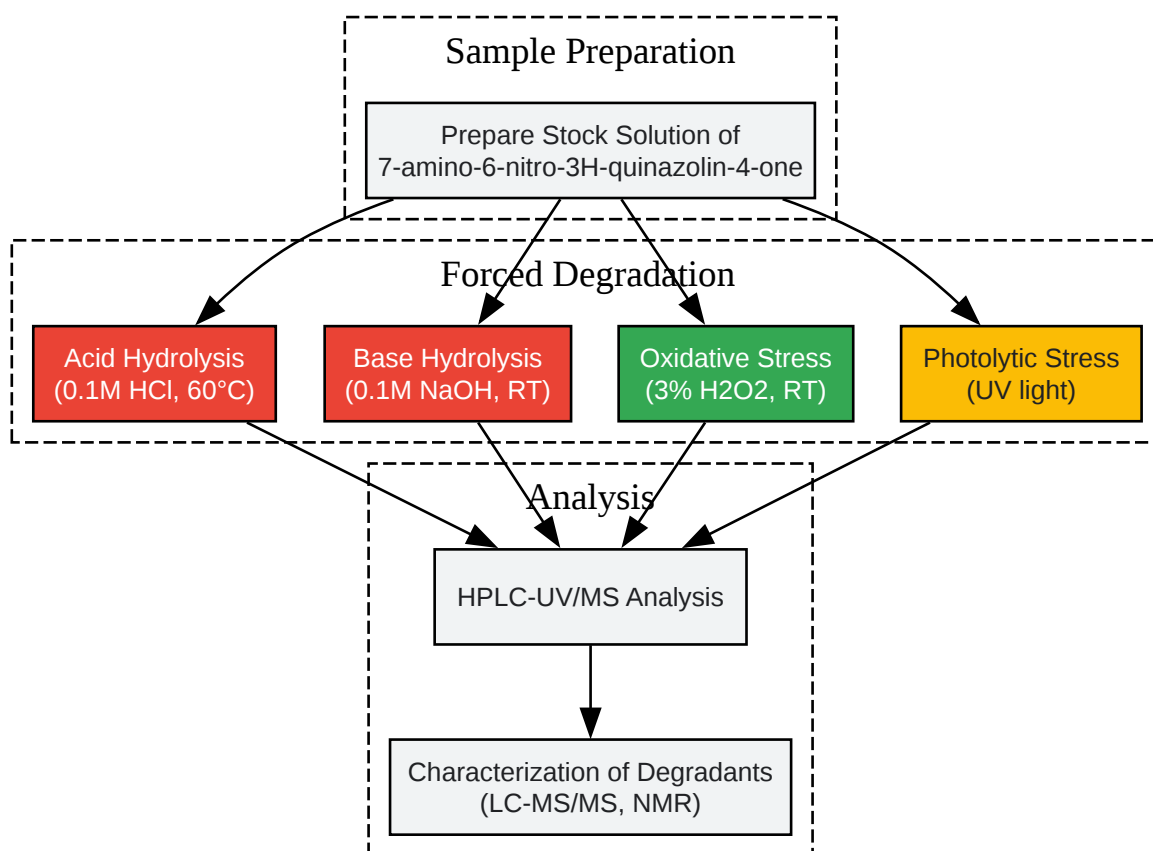 Sample Preparation
Prepare Stock Solution of
7-amino-6-nitro-3H-quinazolin-4-one
Forced Degradation
Acid Hydrolysis
(0.1M HCl, 60°C)
Base Hydrolysis
(0.1M NaOH, RT)
Oxidative Stress
(3% H2O2, RT)
Photolytic Stress
(UV light)
Analysis
HPLC-UV/MS Analysis
Characterization of Degradants
(LC-MS/MS, NMR)